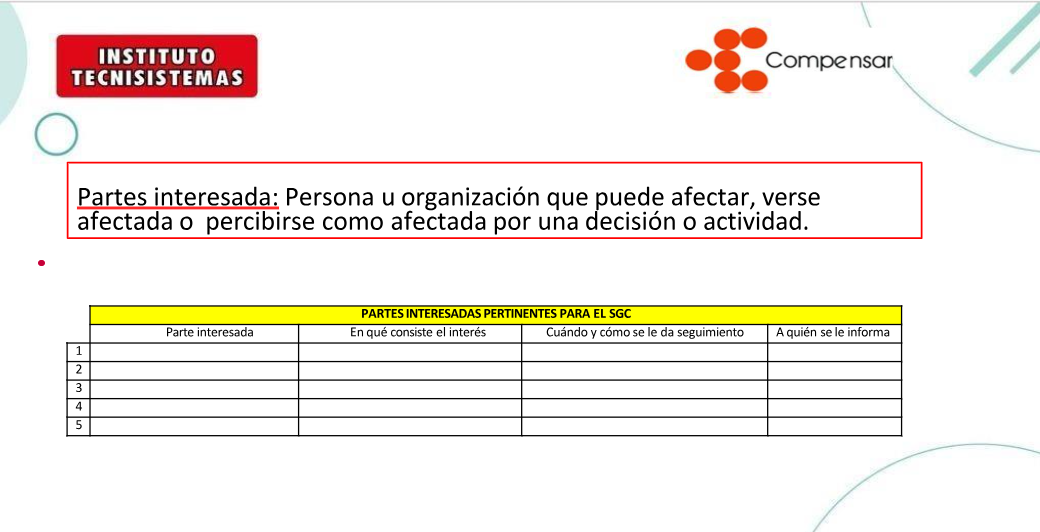 INSTITUTO
TECNISISTEMAS
Compensar
Partes interesada: Persona u organización que puede afectar, verse
afectada o percibirse como afectada por una decisión o actividad.
PARTES INTERESADAS PERTINENTES PARA EL SGC
Parte interesada En qué consiste el interés Cuándo y cómo se le da seguimiento A quién se le informa
1
2
3
4
5